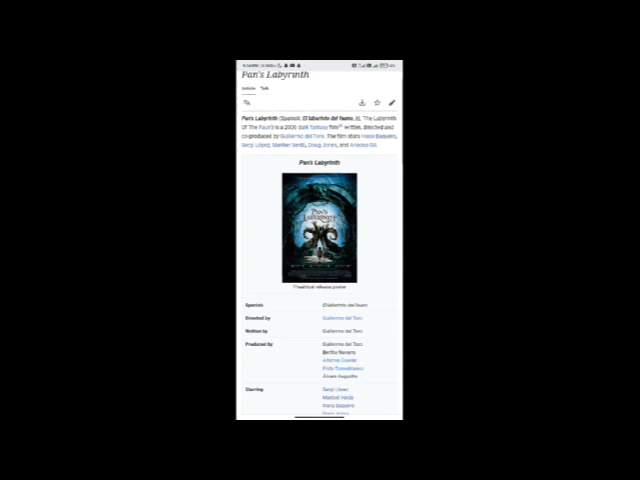 Pan's Labyrinth
Article Talk
Pan's Labyrinth (Spanish: El laberinto del fauno, lit. 'The Labyrinth
Of The Faun') is a 2006 dark fantasy film written, directed and
co-produced by Guillermo del Toro. The film stars Ivana Baquero,
Sergi López, Maribel Verdú, Doug Jones, and Ariadna Gil.
Pan's Labyrinth
PAN'S
LABYRINTH
Theatrical release poster
Spanish El laberinto del fauno
Directed by Guillermo del Toro
Written by Guillermo del Toro
Produced by Guillermo del Toro
Bertha Navarro
Alfonso Cuarón
Frida Torresblanco
Álvaro Augustin
Starring Sergi López
Maribel Verdú
Ivana Baquero